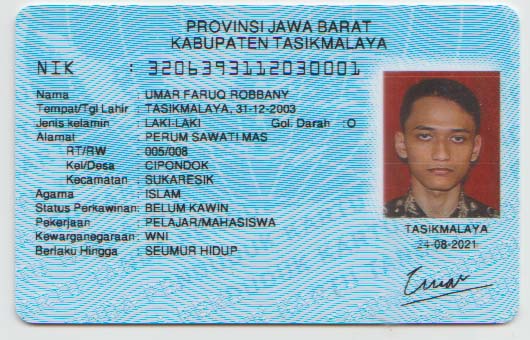 PROVINSI JAWA BARAT
KABUPATEN TASIKMALAYA
NIK : 3206393112030001
Nama : UMAR FARUQ ROBBANY
Tempat/Tgl Lahir : TASIKMALAYA, 31-12-2003
Jenis kelamin : LAKI-LAKI Gol. Darah :O
Alamat : PERUM SAWATI MAS
RT/RW : 005/008
Kel/Desa : CIPONDOK
Kecamatan : SUKARESIK
Agama : ISLAM
Status Perkawinan: BELUM KAWIN
Pekerjaan : PELAJAR/MAHASISWA
Kewarganegaraan : WNI
Berlaku Hingga : SEUMUR HIDUP
TASIKMALAYA
24-08-2021
Umar